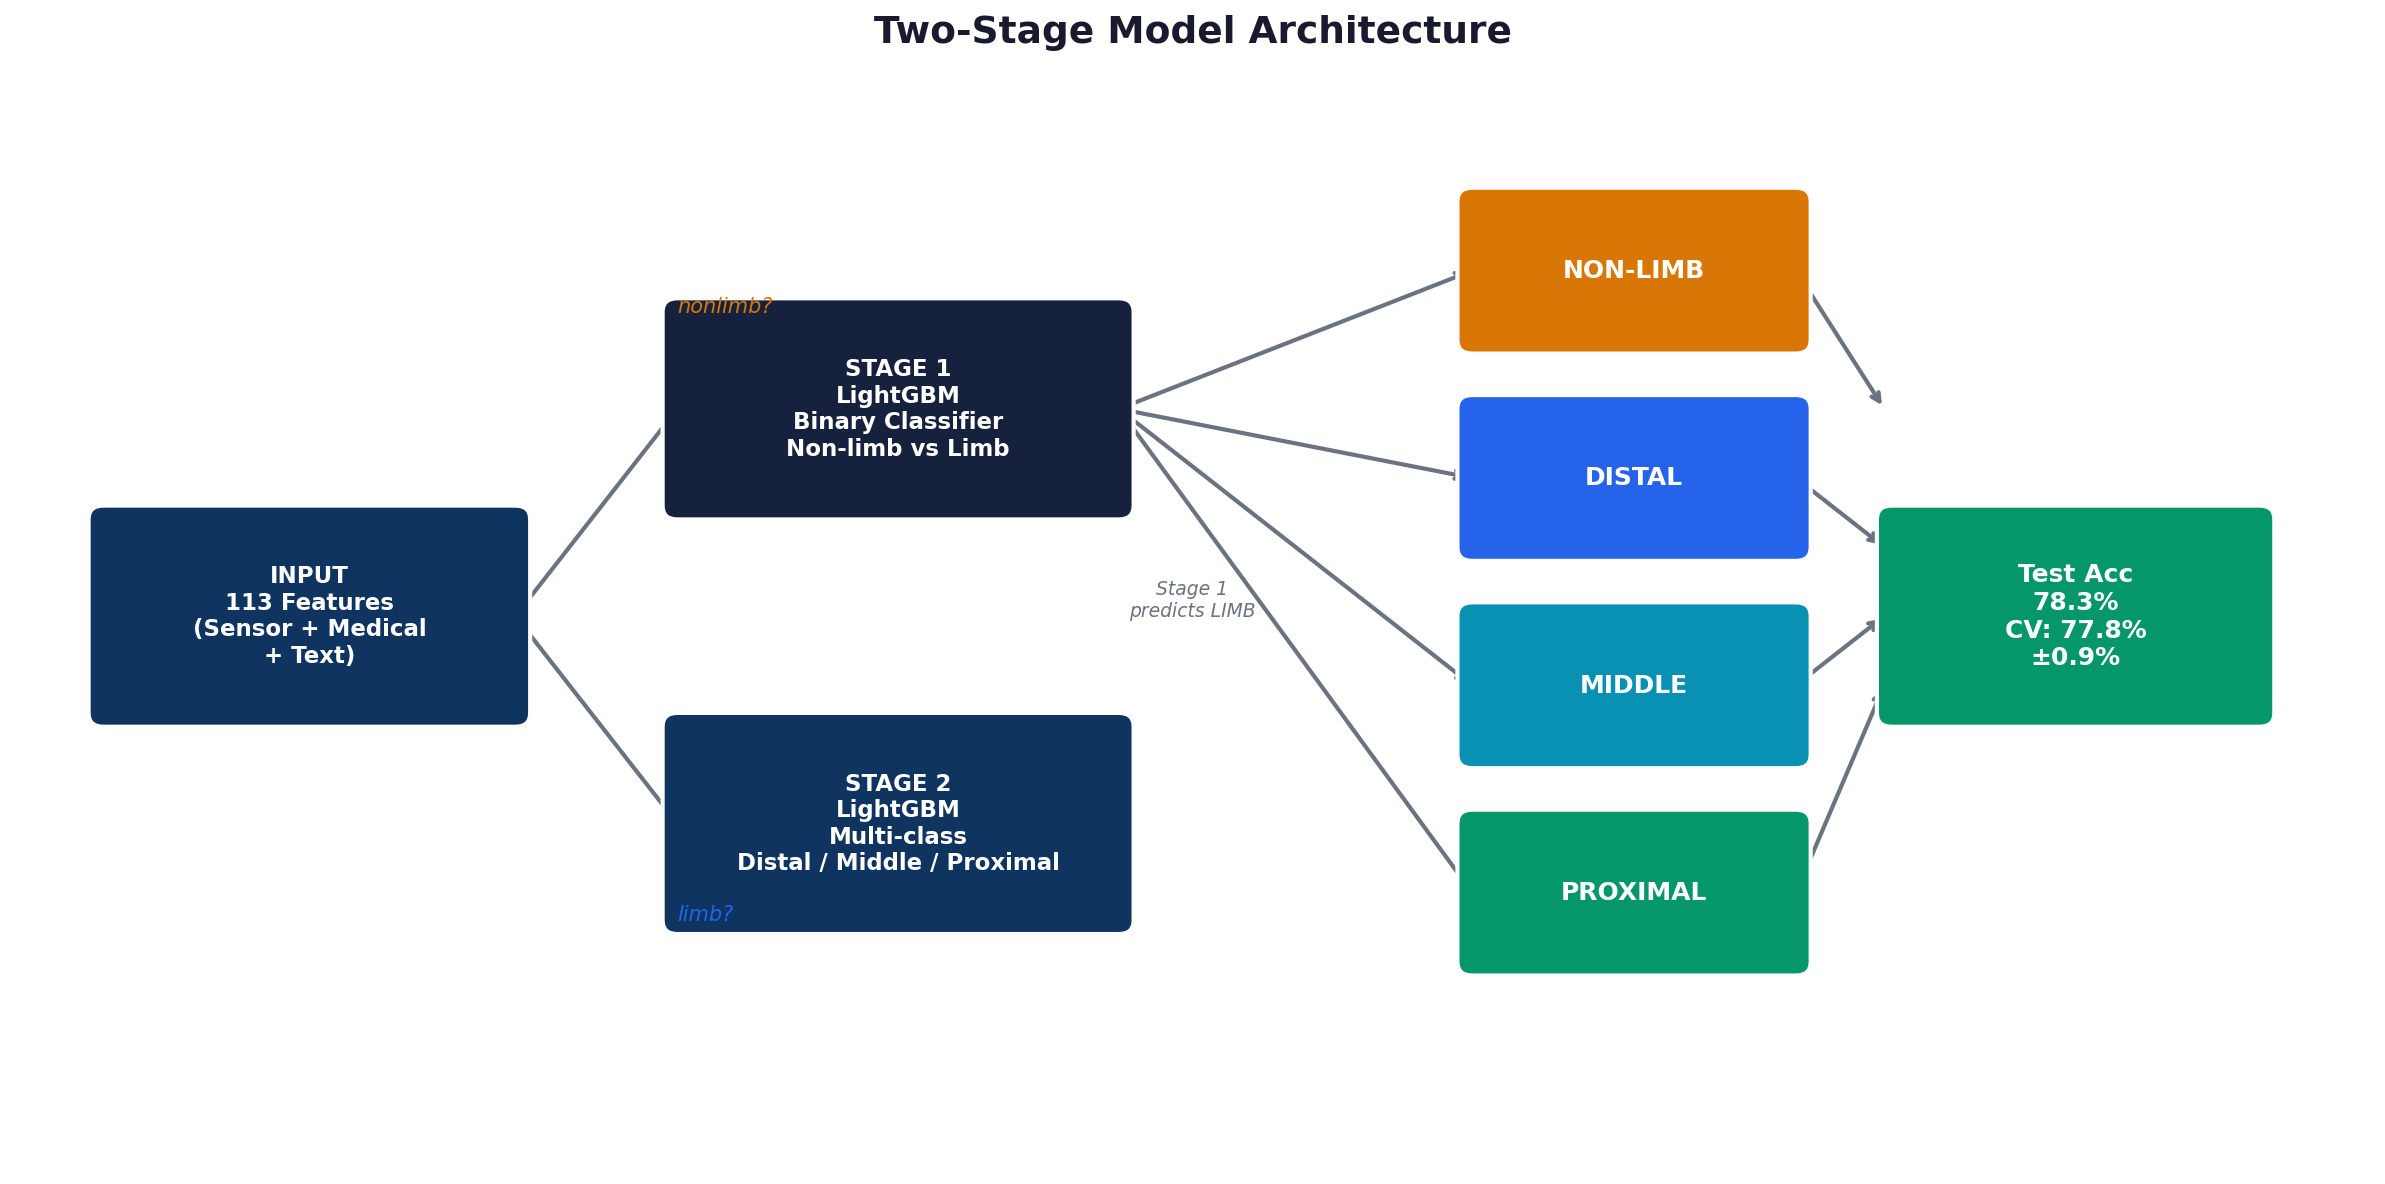 Two-Stage Model Architecture
INPUT
113 Features
(Sensor + Medical
+ Text)
nonlimb?
STAGE 1
LightGBM
Binary Classifier
Non-limb vs Limb
STAGE 2
LightGBM
Multi-class
Distal / Middle / Proximal
limb?
Stage 1
predicts LIMB
NON-LIMB
DISTAL
MIDDLE
PROXIMAL
Test Acc
78.3%
CV: 77.8%
±0.9%